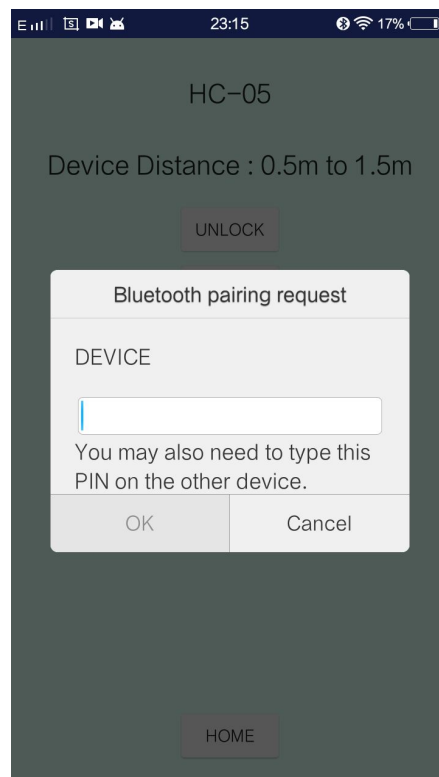 E 23:15 17%
HC-05
Device Distance : 0.5m to 1.5m
UNLOCK
Bluetooth pairing request
DEVICE
You may also need to type this
PIN on the other device.
OK Cancel
HOME